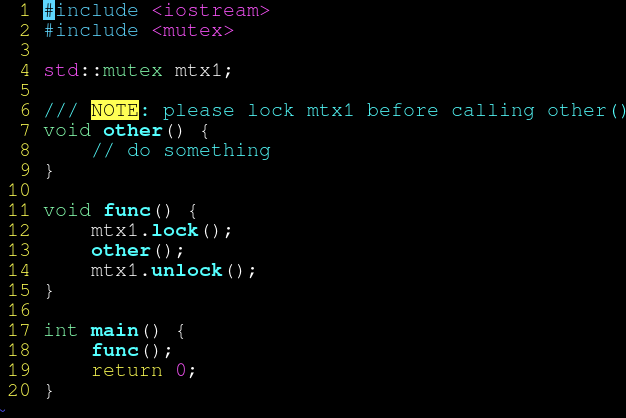 1 #include <iostream>
2 #include <mutex>
3
4 std::mutex mtx1;
5
6 /// NOTE: please lock mtx1 before calling other()
7 void other() {
8     // do something
9 }
10
11 void func() {
12     mtx1.lock();
13     other();
14     mtx1.unlock();
15 }
16
17 int main() {
18     func();
19     return 0;
20 }
~